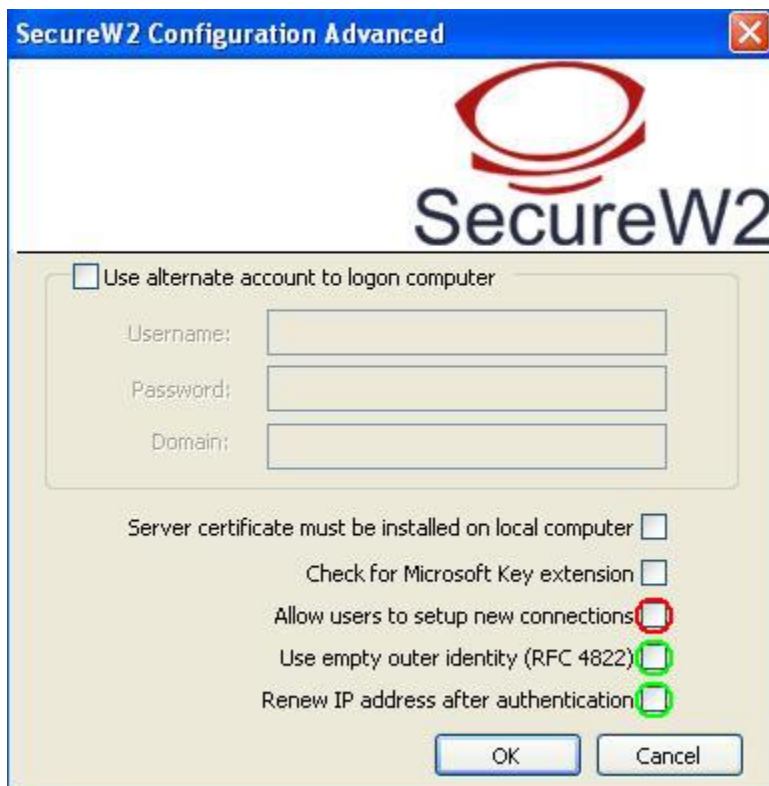 SecureW2 Configuration Advanced
SecureW2
Use alternate account to logon computer
Username:
Password:
Domain:
Server certificate must be installed on local computer
Check for Microsoft Key extension
Allow users to setup new connections
Use empty outer identity (RFC 4822)
Renew IP address after authentication
OK
Cancel